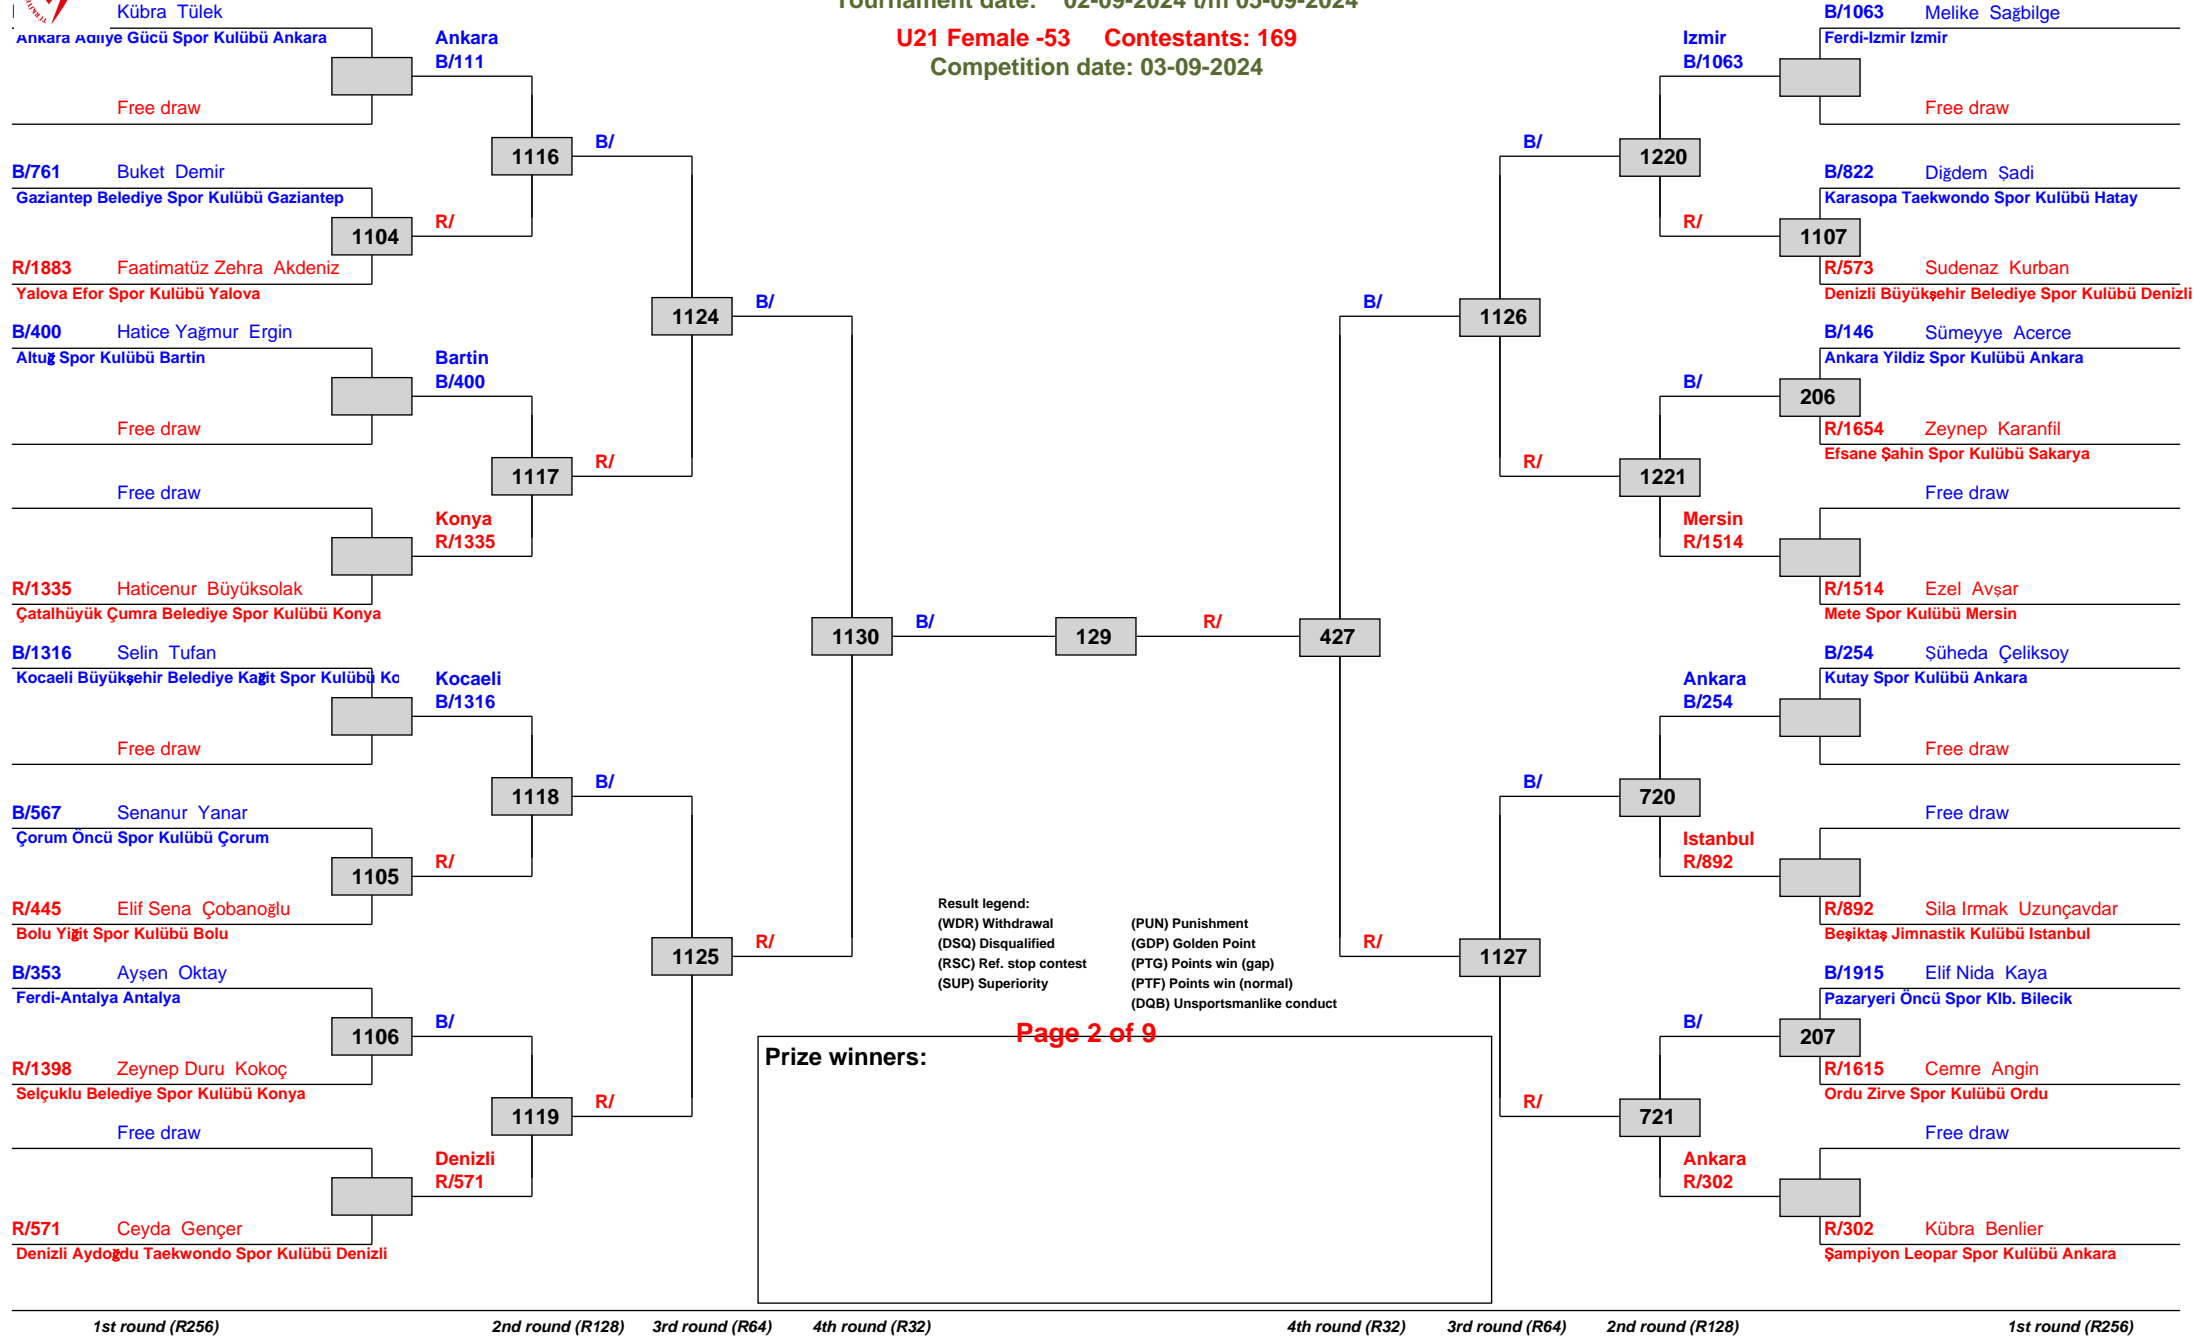 Tournament date: 02-09-2024 t/m 05-09-2024
U21 Female -53 Contestants: 169
Competition date: 03-09-2024
Kübra Tülek
Ankara Adliye Gücü Spor Kulübü Ankara
Ankara
B/111
Free draw
1116
B/
B/761 Buket Demir
Gaziantep Belediye Spor Kulübü Gaziantep
1104
R/
R/1883 Faatimatüz Zehra Akdeniz
Yalova Efor Spor Kulübü Yalova
1124
B/
B/400 Hatice Yağmur Ergin
Altuğ Spor Kulübü Bartin
Bartin
B/400
Free draw
1117
R/
Free draw
Konya
R/1335
R/1335 Haticenur Büyüksolak
Çatalhüyük Çumra Belediye Spor Kulübü Konya
1130
B/
129
B/1316 Selin Tufan
Kocaeli Büyükşehir Belediye Kağit Spor Kulübü Ko
Kocaeli
B/1316
Free draw
1118
B/
B/567 Senanur Yanar
Çorum Öncü Spor Kulübü Çorum
1105
R/
R/445 Elif Sena Çobanoğlu
Bolu Yiğit Spor Kulübü Bolu
1125
R/
B/353 Ayşen Oktay
Ferdi-Antalya Antalya
1106
B/
R/1398 Zeynep Duru Kokoç
Selçuklu Belediye Spor Kulübü Konya
1119
R/
Free draw
Denizli
R/571
R/571 Ceyda Gençer
Denizli Aydoğdu Taekwondo Spor Kulübü Denizli
B/1063 Melike Sağbilge
Ferdi-Izmir Izmir
Izmir
B/1063
Free draw
B/
1220
B/822 Diğdem Şadi
Karasopa Taekwondo Spor Kulübü Hatay
R/
1107
R/573 Sudenaz Kurban
Denizli Büyükşehir Belediye Spor Kulübü Denizli
B/
1126
B/146 Sümeyye Acerce
Ankara Yildiz Spor Kulübü Ankara
B/
206
R/1654 Zeynep Karanfil
Efsane Şahin Spor Kulübü Sakarya
R/
1221
Free draw
Mersin
R/1514
R/1514 Ezel Avşar
Mete Spor Kulübü Mersin
R/
427
B/254 Şüheda Çeliksoy
Kutay Spor Kulübü Ankara
Ankara
B/254
Free draw
B/
720
Free draw
Istanbul
R/892
R/892 Sila Irmak Uzunçavdar
Beşiktaş Jimnastik Kulübü Istanbul
R/
1127
B/1915 Elif Nida Kaya
Pazaryeri Öncü Spor Klb. Bilecik
B/
207
R/1615 Cemre Angin
Ordu Zirve Spor Kulübü Ordu
R/
721
Free draw
Ankara
R/302
R/302 Kübra Benlier
Şampiyon Leopar Spor Kulübü Ankara
Result legend:
(WDR) Withdrawal (PUN) Punishment
(DSQ) Disqualified (GDP) Golden Point
(RSC) Ref. stop contest (PTG) Points win (gap)
(SUP) Superiority (PTF) Points win (normal)
(DQB) Unsportsmanlike conduct
Page 2 of 9
Prize winners:
1st round (R256) 2nd round (R128) 3rd round (R64) 4th round (R32) 4th round (R32) 3rd round (R64) 2nd round (R128) 1st round (R256)